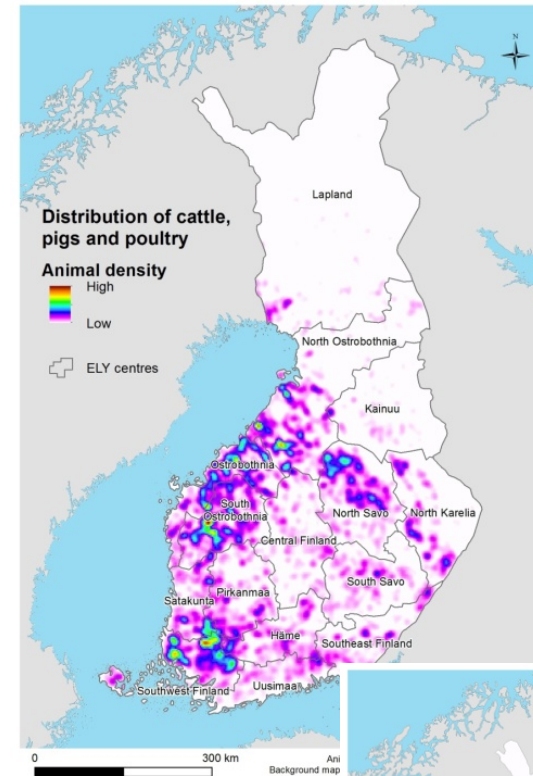 N
Lapland
Distribution of cattle,
pigs and poultry
Animal density
High
Low
ELY centres
North Ostrobothnia
Kainuu
Ostrobothnia
South
Ostrobothnia
North Savo
North Karelia
Central Finland
South Savo
Pirkanmaa
Satakunta
Häme
Southeast Finland
Southwest Finland
Uusimaa
0 300 km
Ani
Background map